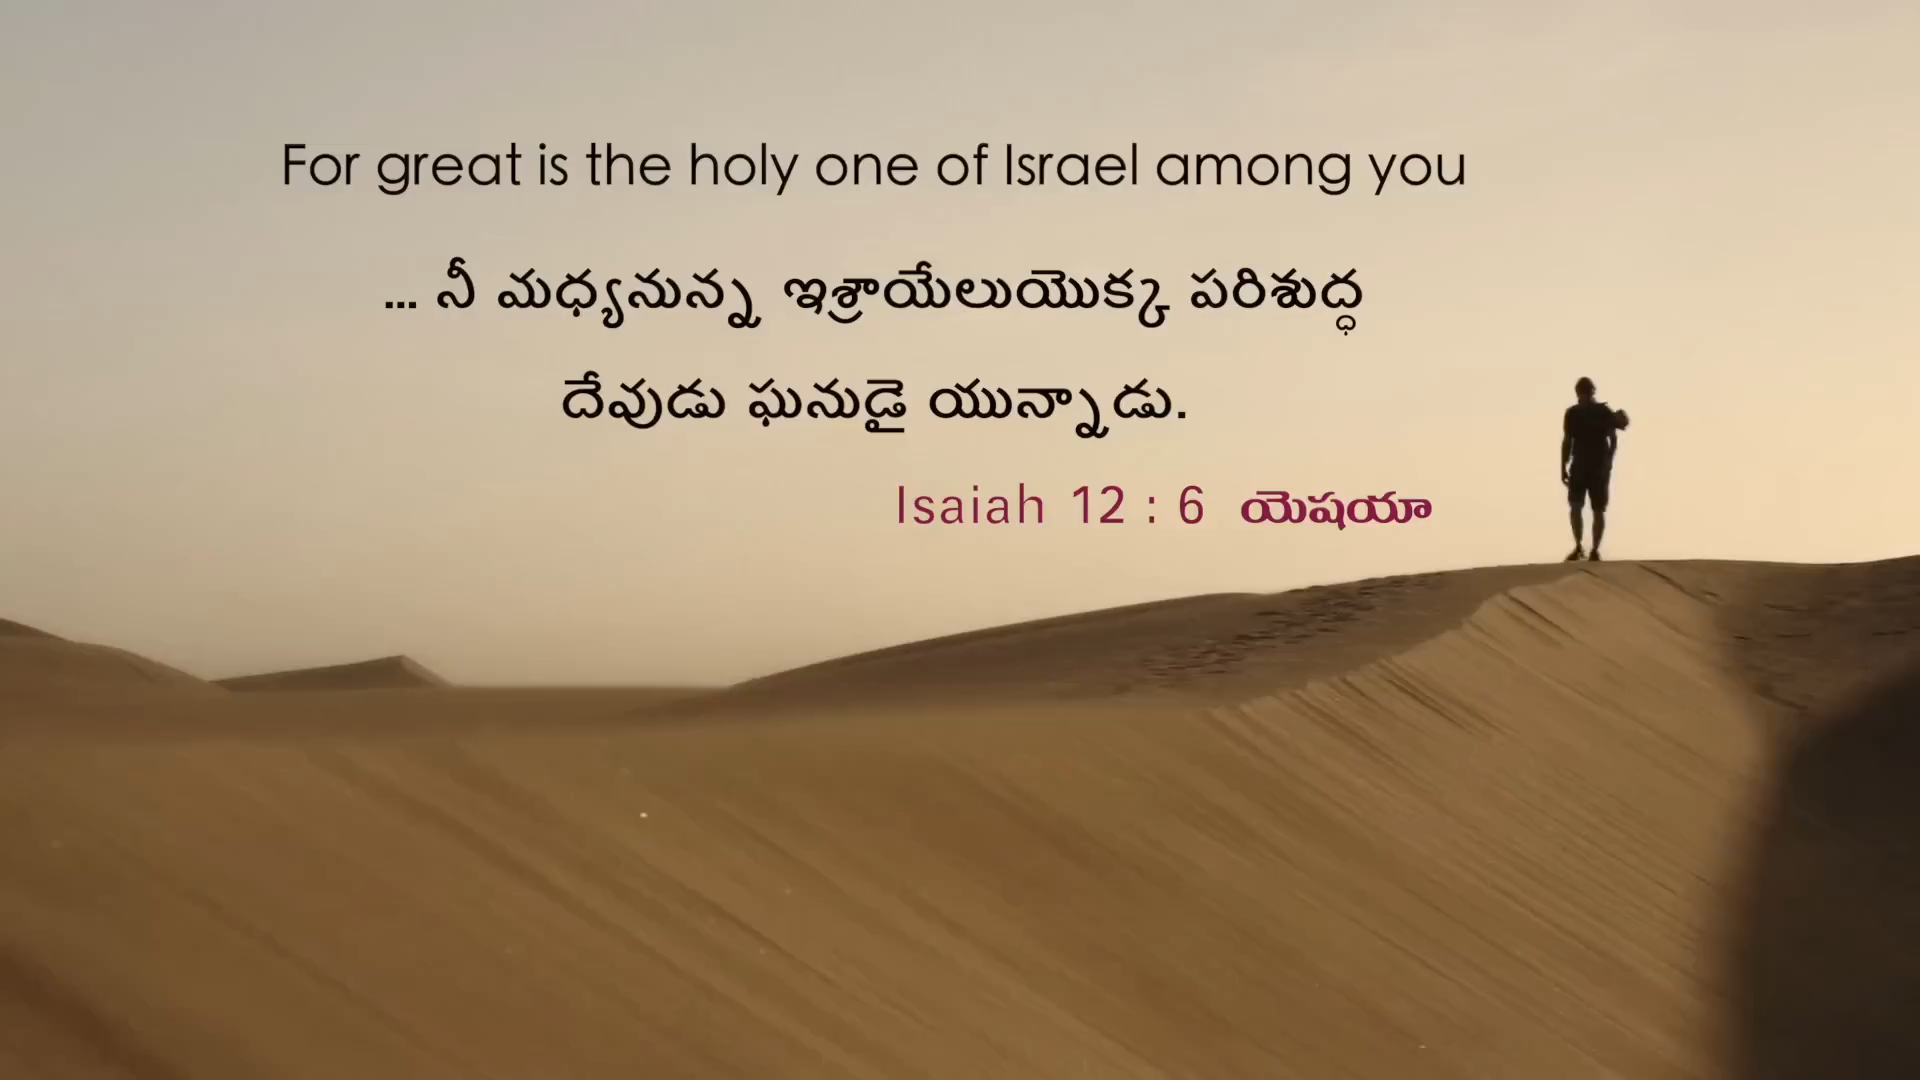 For great is the holy one of Israel among you
... నీ మధ్యనున్న ఇశ్రాయేలుయొక్క పరిశుద్ధ
దేవుడు ఘనుడై యున్నాడు.
Isaiah 12 : 6 యెషయా